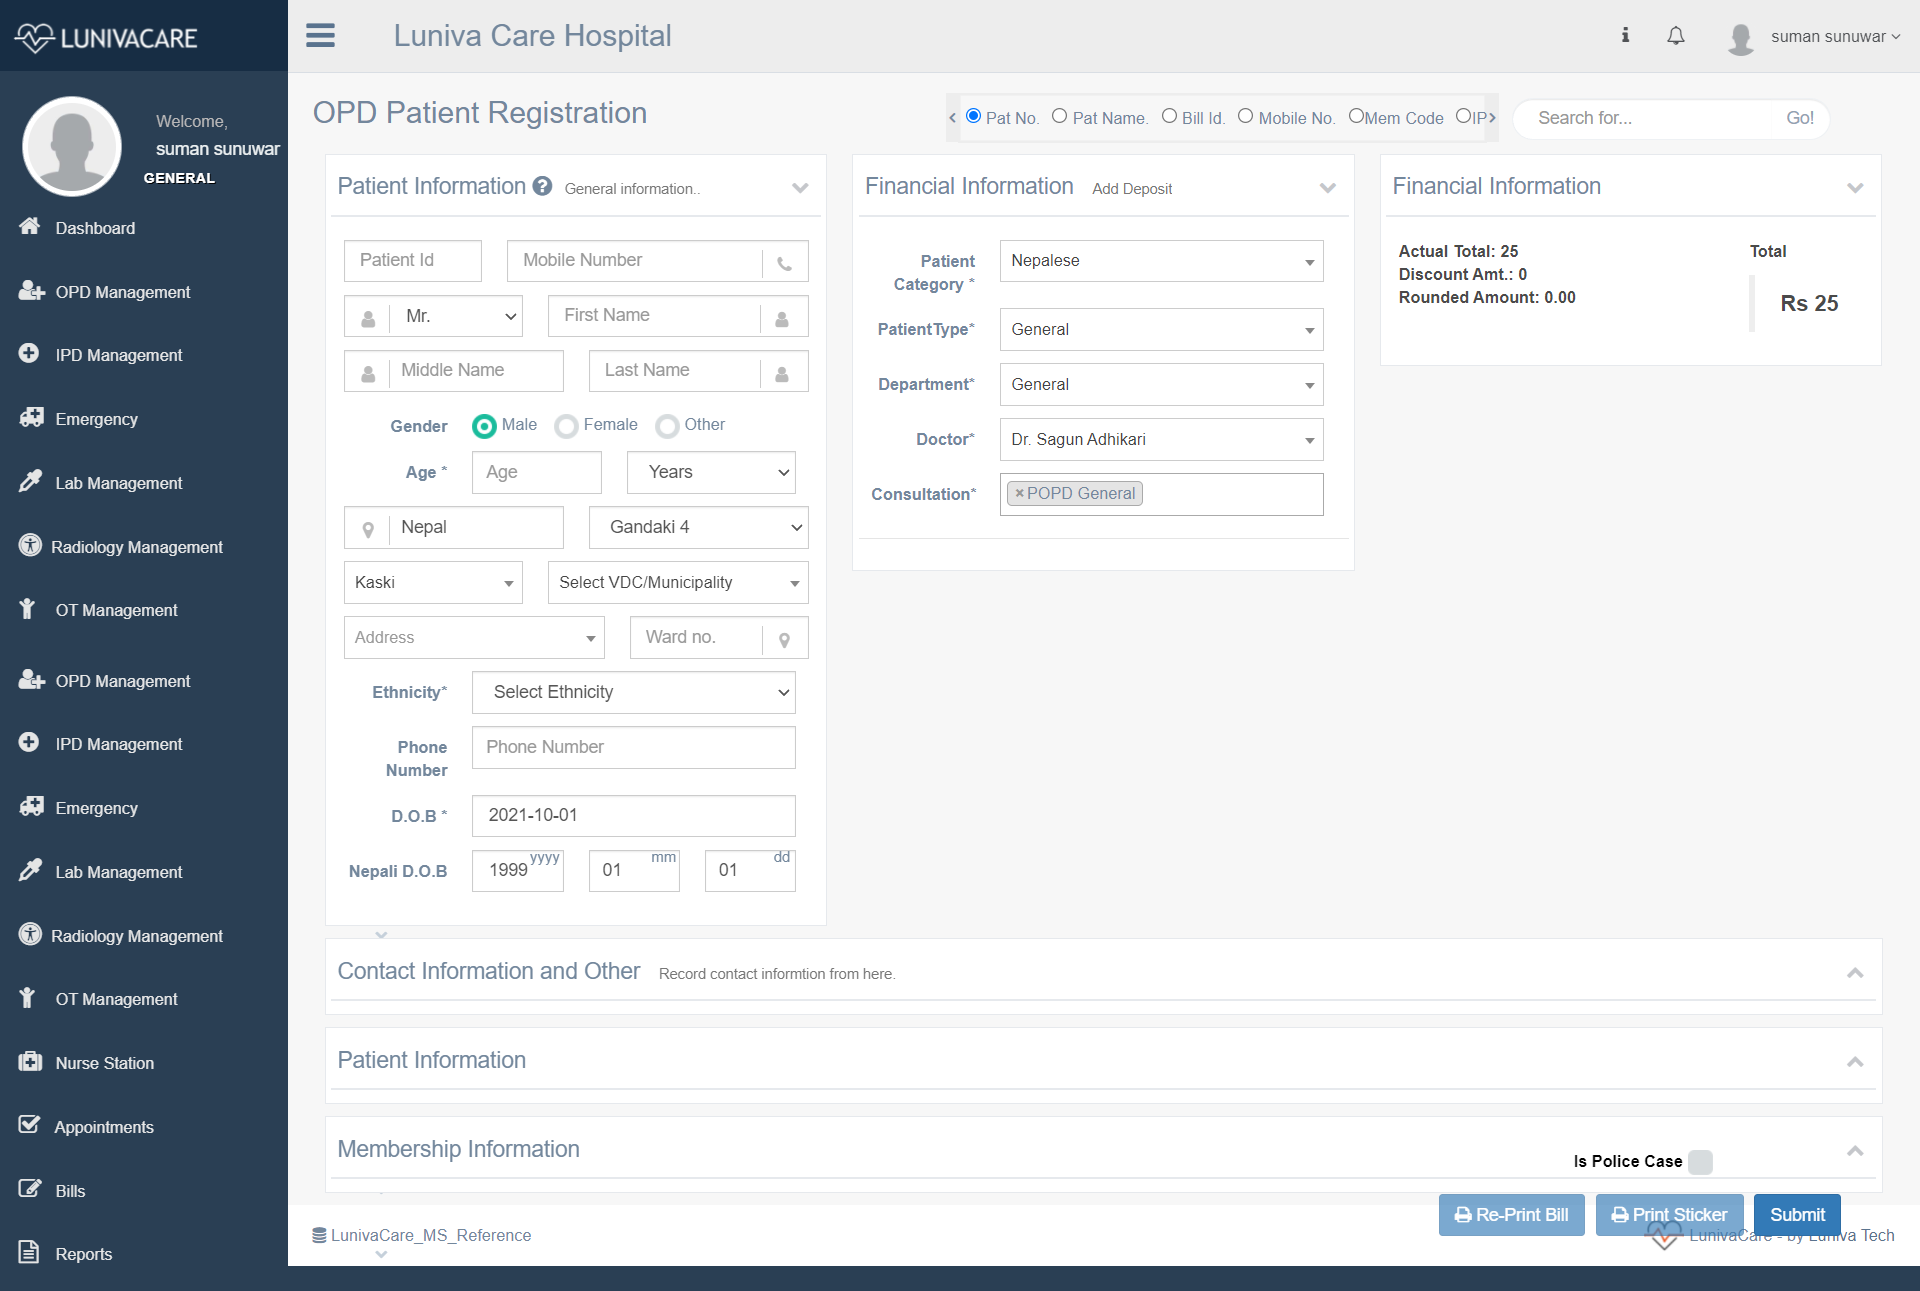 LUNIVACARE
Luniva Care Hospital
suman sunuwar
Welcome,
suman sunuwar
GENERAL
Dashboard
OPD Management
IPD Management
Emergency
Lab Management
Radiology Management
OT Management
OPD Management
IPD Management
Emergency
Lab Management
Radiology Management
OT Management
Nurse Station
Appointments
Bills
Reports
OPD Patient Registration
Pat No. Pat Name. Bill Id. Mobile No. Mem Code IP
Search for... Go!
Patient Information General information..
Patient Id Mobile Number
Mr. First Name
Middle Name Last Name
Gender Male Female Other
Age * Age Years
Nepal Gandaki 4
Kaski Select VDC/Municipality
Address Ward no.
Ethnicity* Select Ethnicity
Phone Number Phone Number
D.O.B * 2021-10-01
Nepali D.O.B 1999 yyyy 01 mm 01 dd
Financial Information Add Deposit
Patient Category * Nepalese
PatientType* General
Department* General
Doctor* Dr. Sagun Adhikari
Consultation* ×POPD General
Financial Information
Actual Total: 25
Discount Amt.: 0
Rounded Amount: 0.00
Total
Rs 25
Contact Information and Other Record contact informtion from here.
Patient Information
Membership Information
Is Police Case
Re-Print Bill Print Sticker Submit
LunivaCare_MS_Reference
LunivaCare - by Luniva Tech